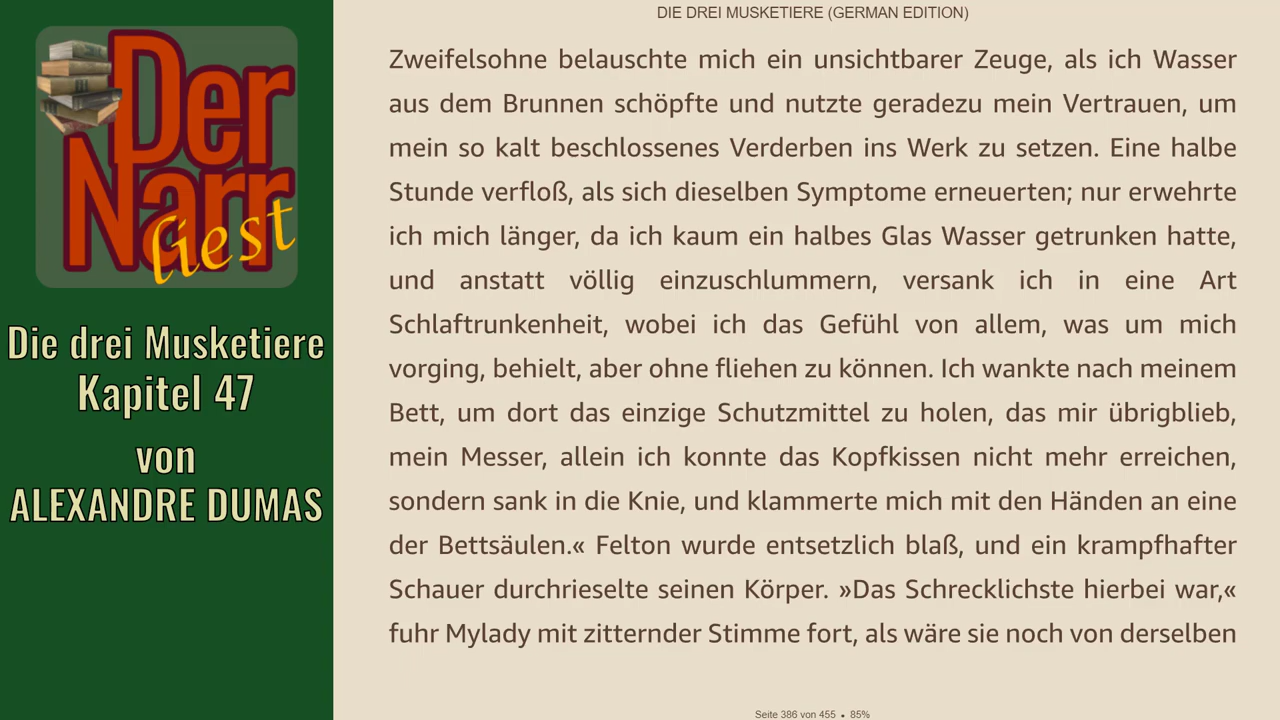 Der
Narr
liest
Die drei Musketiere
Kapitel 47
von
ALEXANDRE DUMAS
DIE DREI MUSKETIERE (GERMAN EDITION)
Zweifelsohne belauschte mich ein unsichtbarer Zeuge, als ich Wasser
aus dem Brunnen schöpfte und nutzte geradezu mein Vertrauen, um
mein so kalt beschlossenes Verderben ins Werk zu setzen. Eine halbe
Stunde verfloß, als sich dieselben Symptome erneuerten; nur erwehrte
ich mich länger, da ich kaum ein halbes Glas Wasser getrunken hatte,
und anstatt völlig einzuschlummern, versank ich in eine Art
Schlaftrunkenheit, wobei ich das Gefühl von allem, was um mich
vorging, behielt, aber ohne fliehen zu können. Ich wankte nach meinem
Bett, um dort das einzige Schutzmittel zu holen, das mir übrigblieb,
mein Messer, allein ich konnte das Kopfkissen nicht mehr erreichen,
sondern sank in die Knie, und klammerte mich mit den Händen an eine
der Bettsäulen.« Felton wurde entsetzlich blaß, und ein krampfhafter
Schauer durchrieselte seinen Körper. »Das Schrecklichste hierbei war,«
fuhr Mylady mit zitternder Stimme fort, als wäre sie noch von derselben
Seite 386 von 455 • 85%